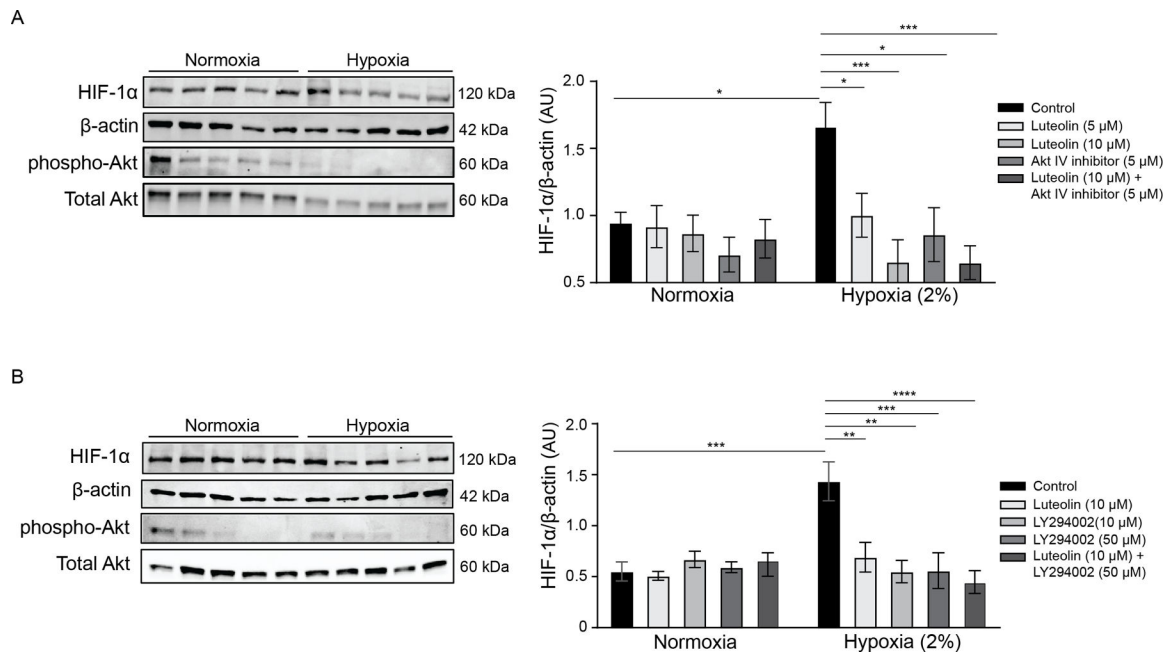 A
Normoxia Hypoxia
HIF-1α 120 kDa
β-actin 42 kDa
phospho-Akt 60 kDa
Total Akt 60 kDa
***
*
***
*
*
HIF-1α/β-actin (AU)
2.0
1.5
1.0
0.5
Normoxia Hypoxia (2%)
Control
Luteolin (5 µM)
Luteolin (10 µM)
Akt IV inhibitor (5 µM)
Luteolin (10 µM) +
Akt IV inhibitor (5 µM)
B
Normoxia Hypoxia
HIF-1α 120 kDa
β-actin 42 kDa
phospho-Akt 60 kDa
Total Akt 60 kDa
****
***
**
**
***
HIF-1α/β-actin (AU)
2.0
1.5
1.0
0.5
0
Normoxia Hypoxia (2%)
Control
Luteolin (10 µM)
LY294002(10 µM)
LY294002 (50 µM)
Luteolin (10 µM) +
LY294002 (50 µM)